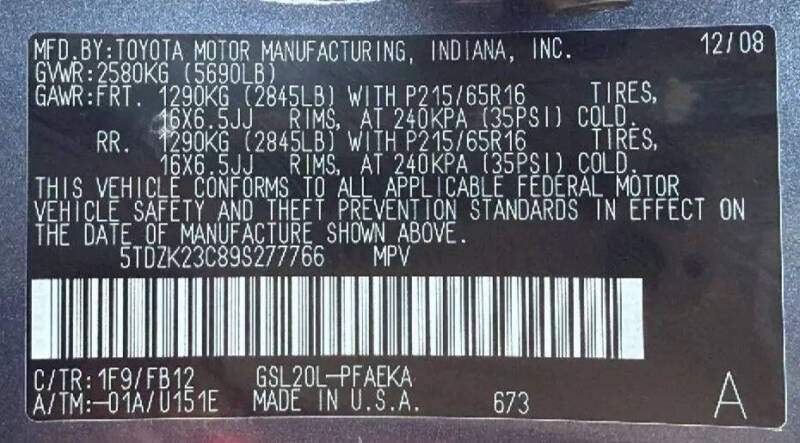 MFD.BY:TOYOTA MOTOR MANUFACTURING, INDIANA, INC. 12/08
GVWR:2580KG (5690LB)
GAWR:FRT. 1290KG (2845LB) WITH P215/65R16 TIRES,
16X6.5JJ RIMS, AT 240KPA (35PSI) COLD.
RR. 1290KG (2845LB) WITH P215/65R16 TIRES,
16X6.5JJ RIMS, AT 240KPA (35PSI) COLD.
THIS VEHICLE CONFORMS TO ALL APPLICABLE FEDERAL MOTOR
VEHICLE SAFETY AND THEFT PREVENTION STANDARDS IN EFFECT ON
THE DATE OF MANUFACTURE SHOWN ABOVE.
5TDZK23C89S277766 MPV
C/TR:1F9/FB12 GSL20L-PFAEKA
A/TM:-01A/U151E MADE IN U.S.A. 673 A